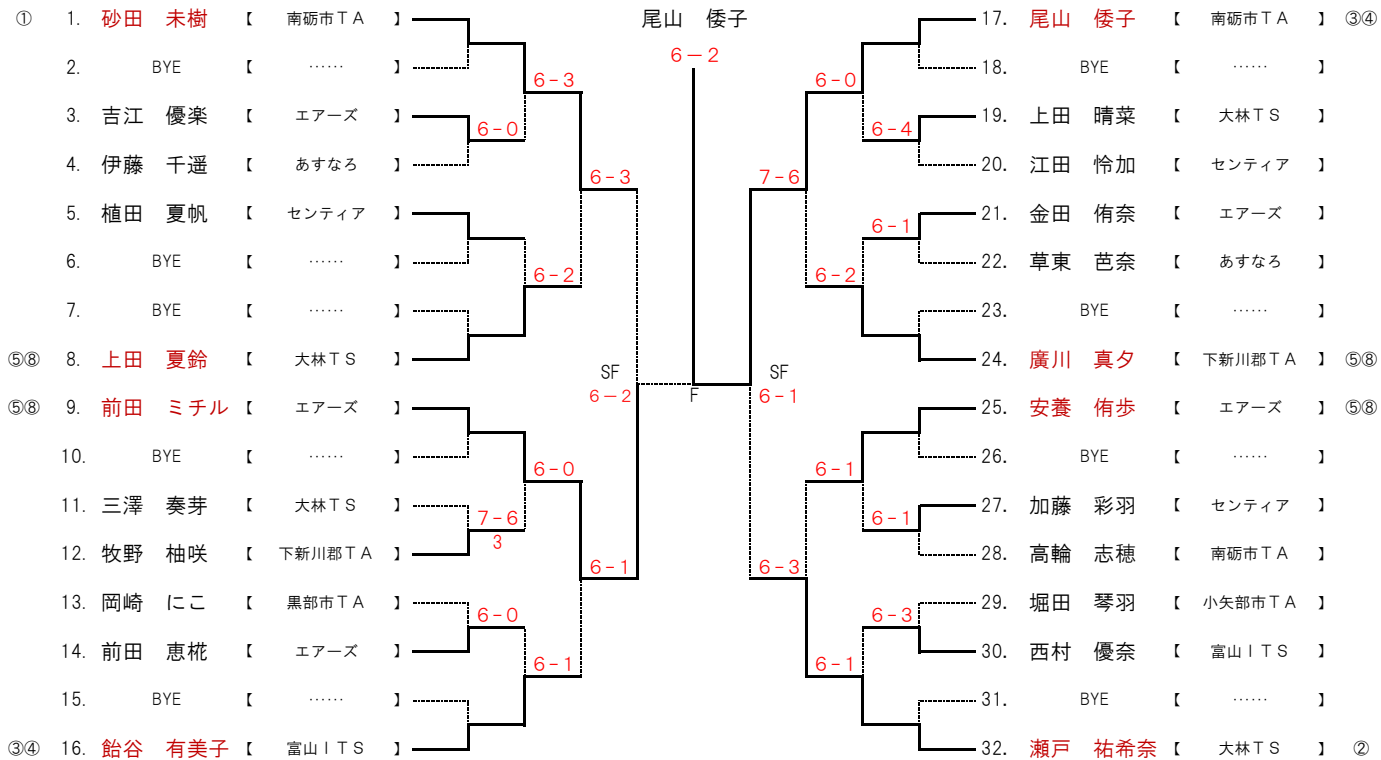 尾山　倭子
6－2
① 1. 砂田　未樹 【 南砺市ＴＡ 】
2. BYE 【 …… 】
6-3
3. 吉江　優楽 【 エアーズ 】
6-0
4. 伊藤　千遥 【 あすなろ 】
6-3
5. 植田　夏帆 【 センティア 】
6. BYE 【 …… 】
6-2
7. BYE 【 …… 】
⑤⑧ 8. 上田　夏鈴 【 大林ＴＳ 】
SF
6－2
⑤⑧ 9. 前田　ミチル 【 エアーズ 】
10. BYE 【 …… 】
6-0
11. 三澤　奏芽 【 大林ＴＳ 】
7-6
3
12. 牧野　柚咲 【 下新川郡ＴＡ 】
6-1
13. 岡崎　にこ 【 黒部市ＴＡ 】
6-0
14. 前田　恵椛 【 エアーズ 】
6-1
15. BYE 【 …… 】
③④ 16. 飴谷　有美子 【 富山ＩＴＳ 】
F
17. 尾山　倭子 【 南砺市ＴＡ 】 ③④
18. BYE 【 …… 】
6-0
19. 上田　晴菜 【 大林ＴＳ 】
6-4
20. 江田　怜加 【 センティア 】
7-6
21. 金田　侑奈 【 エアーズ 】
6-1
22. 草東　芭奈 【 あすなろ 】
6-2
23. BYE 【 …… 】
24. 廣川　真夕 【 下新川郡ＴＡ 】 ⑤⑧
SF
6-1
25. 安養　侑歩 【 エアーズ 】 ⑤⑧
26. BYE 【 …… 】
6-1
27. 加藤　彩羽 【 センティア 】
6-1
28. 高輪　志穂 【 南砺市ＴＡ 】
6-3
29. 堀田　琴羽 【 小矢部市ＴＡ 】
6-3
30. 西村　優奈 【 富山ＩＴＳ 】
6-1
31. BYE 【 …… 】
32. 瀬戸　祐希奈 【 大林ＴＳ 】 ②